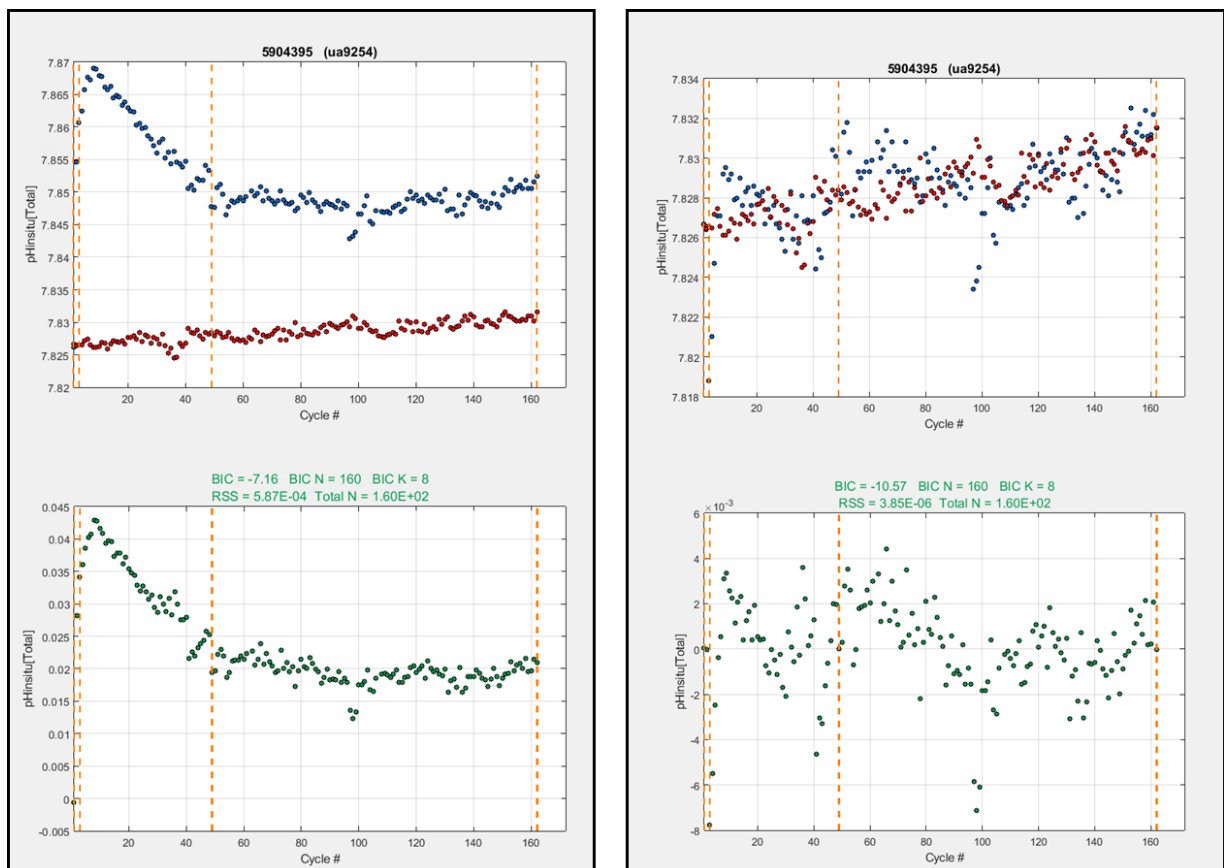 5904395 (ua9254)
7.87
7.865
7.86
7.855
7.85
7.845
7.84
7.835
7.83
7.825
7.82
pHinsitu[Total]
20 40 60 80 100 120 140 160
Cycle #
BIC = -7.16 BIC N = 160 BIC K = 8
RSS = 5.87E-04 Total N = 1.60E+02
0.045
0.04
0.035
0.03
0.025
0.02
0.015
0.01
0.005
0
-0.005
pHinsitu[Total]
20 40 60 80 100 120 140 160
Cycle #
5904395 (ua9254)
7.834
7.832
7.83
7.828
7.826
7.824
7.822
7.82
7.818
pHinsitu[Total]
20 40 60 80 100 120 140 160
Cycle #
BIC = -10.57 BIC N = 160 BIC K = 8
RSS = 3.85E-06 Total N = 1.60E+02
× 10-3
6
4
2
0
-2
-4
-6
-8
pHinsitu[Total]
20 40 60 80 100 120 140 160
Cycle #